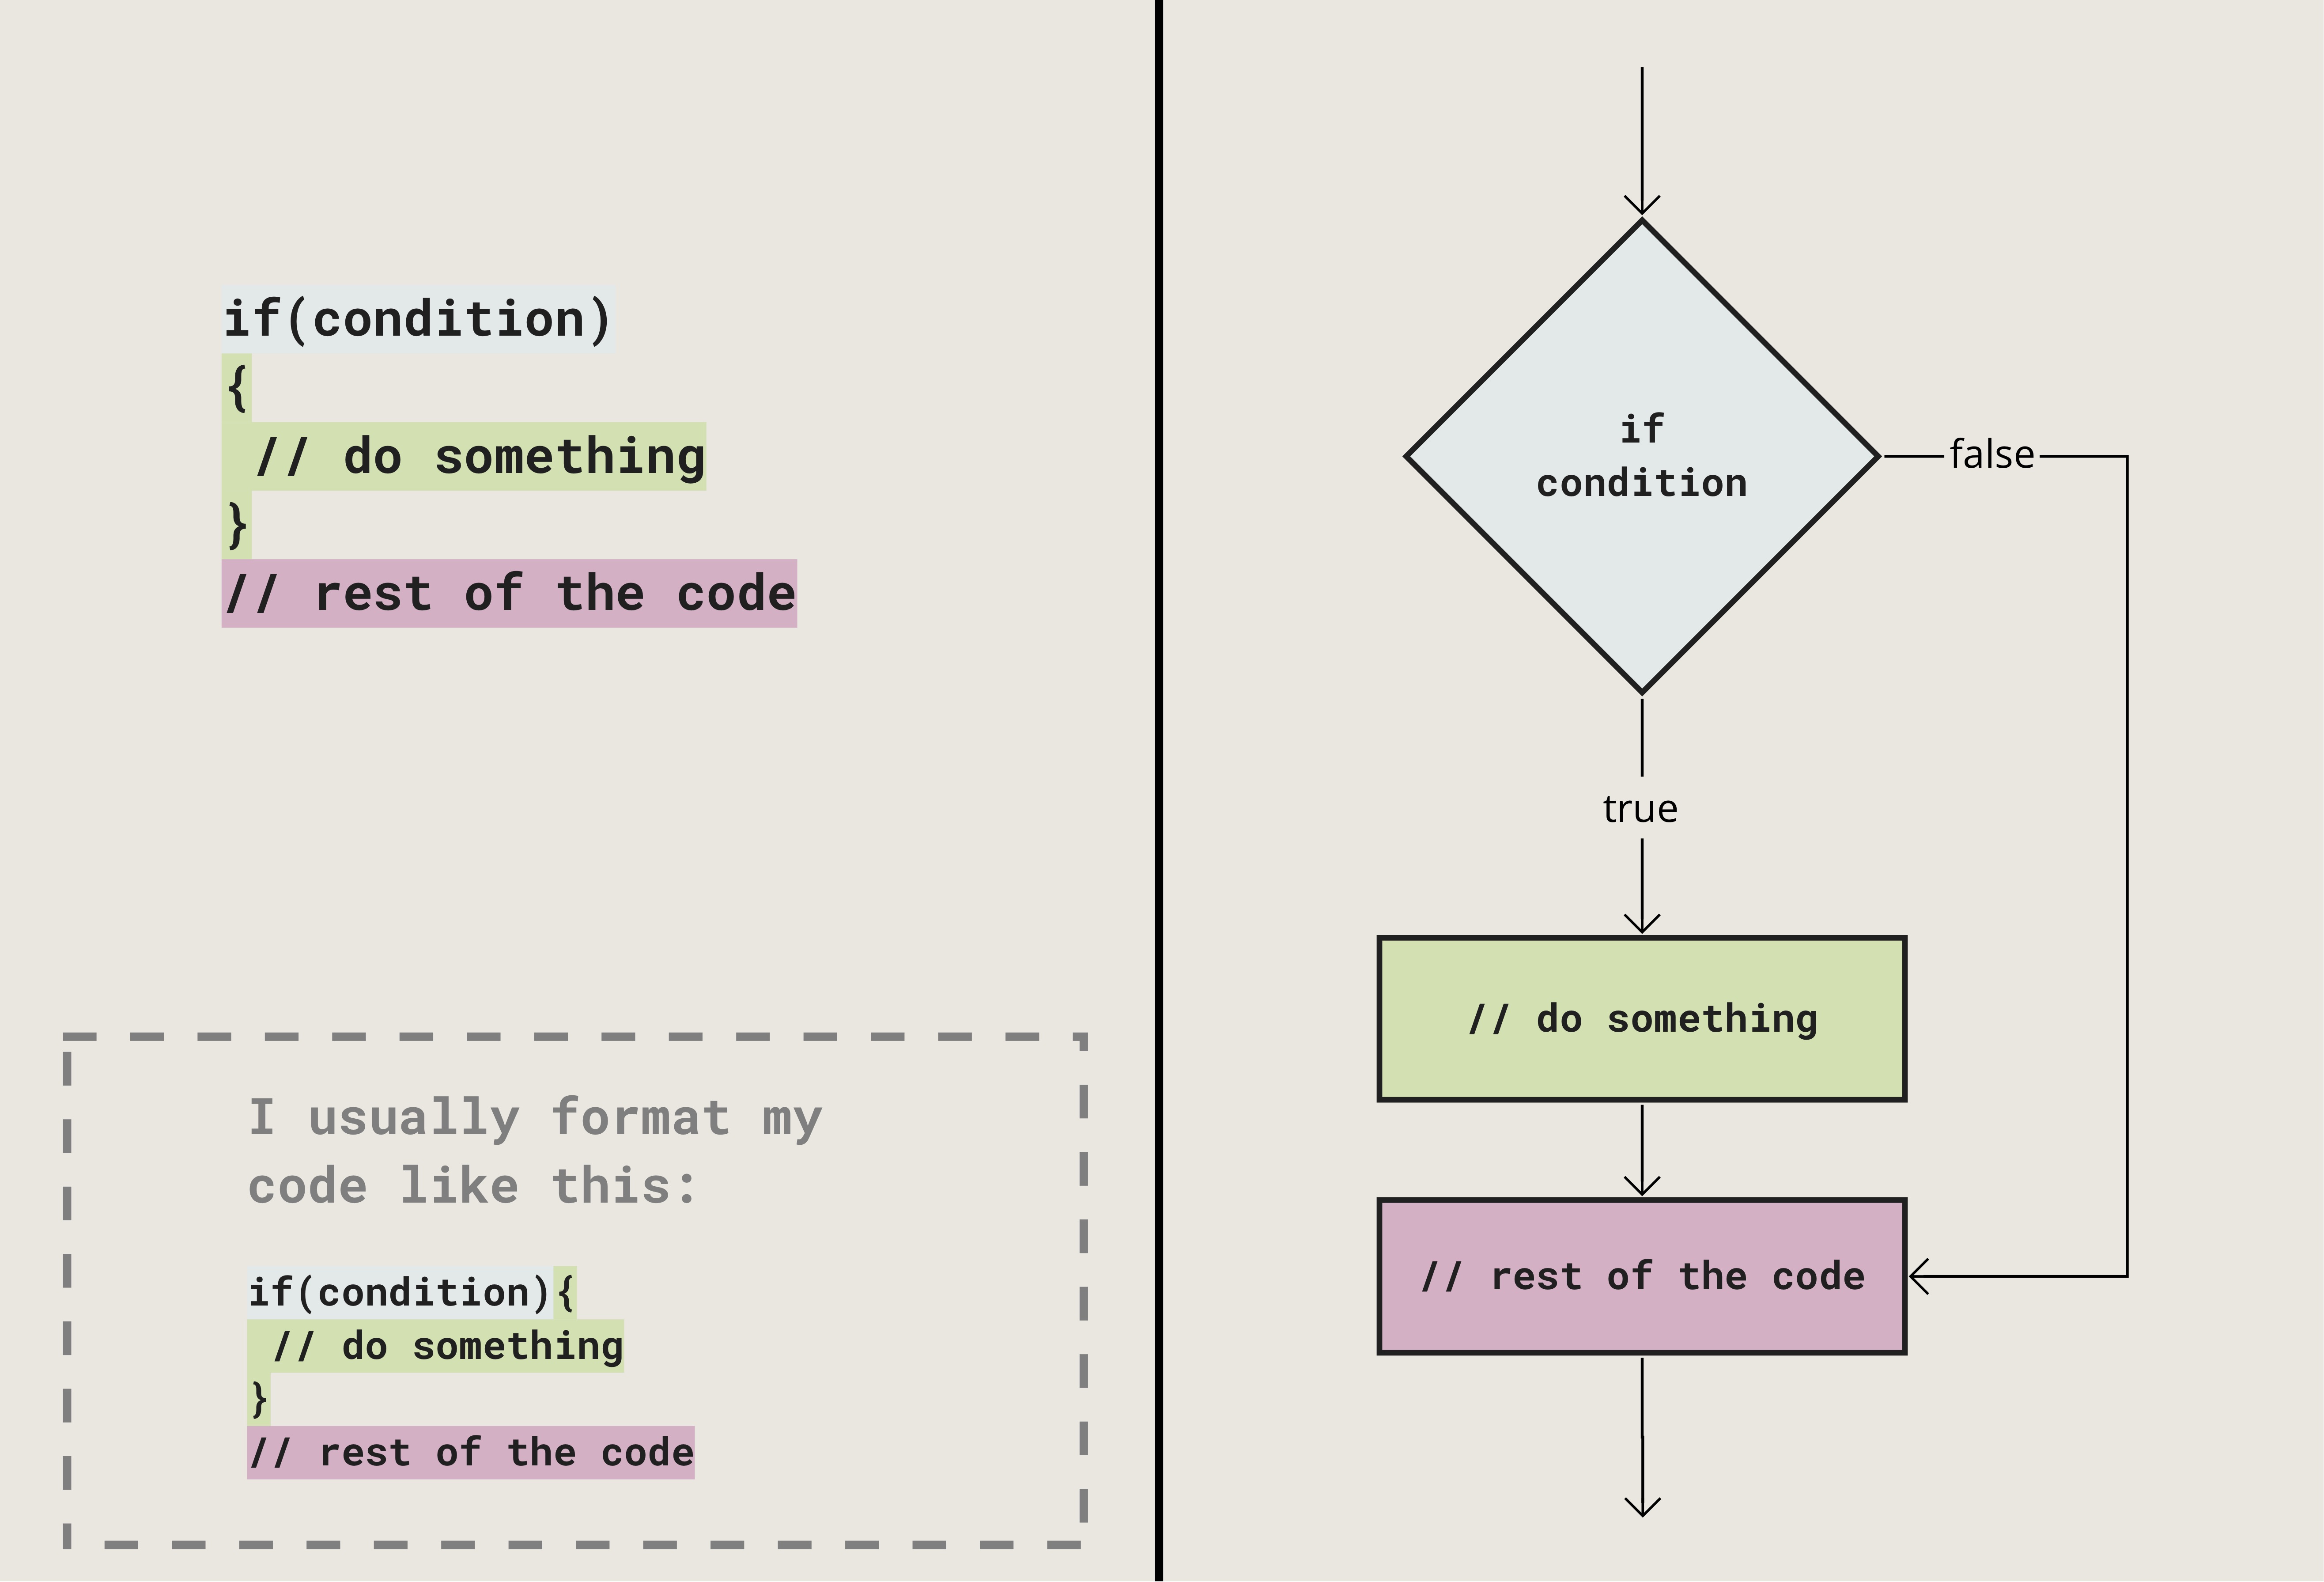 if(condition)
{
 // do something
}
// rest of the code
I usually format my
code like this:
if(condition){
 // do something
}
// rest of the code
if
condition
false
true
// do something
// rest of the code